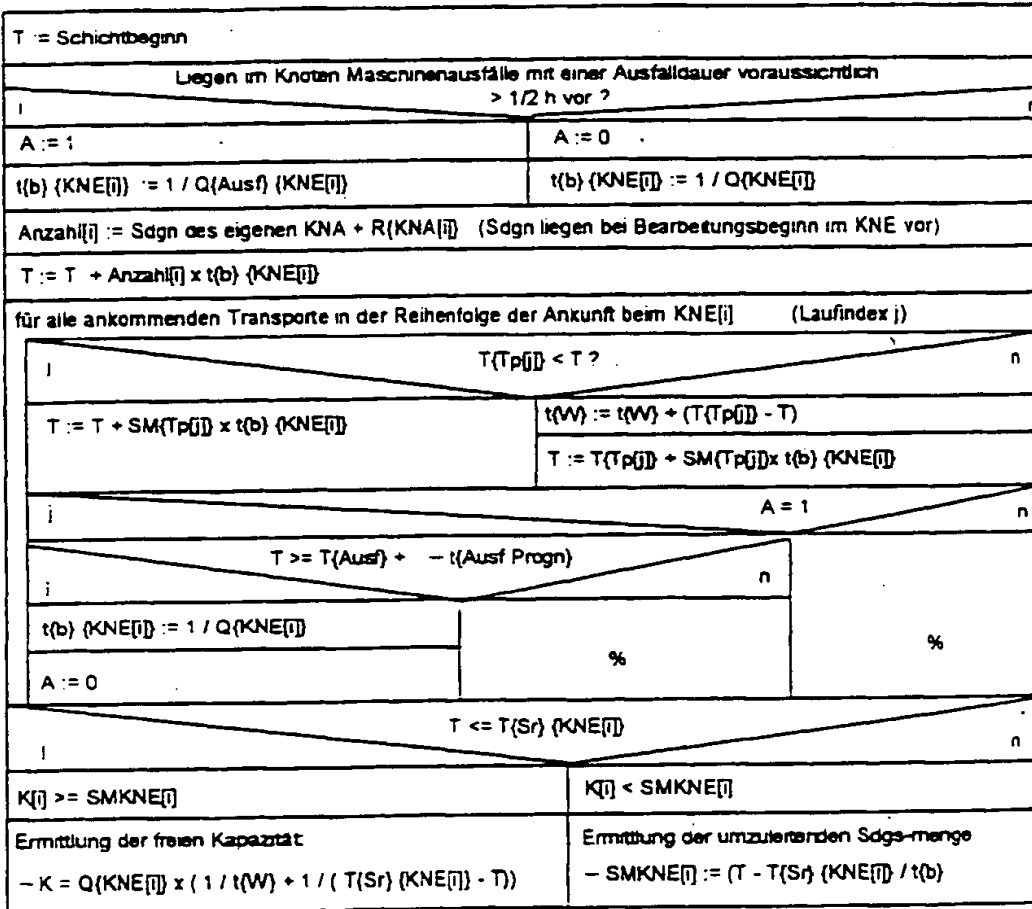 T := Schichtbeginn
Liegen im Knoten Maschinenausfälle mit einer Ausfalldauer voraussichtlich
> 1/2 h vor ?
j
n
A := 1
A := 0
t{b} {KNE[i]} := 1 / Q{Ausf} {KNE[i]}
t{b} {KNE[i]} := 1 / Q{KNE[i]}
Anzahl[i] := Sdgn des eigenen KNA + R{KNA[i]} (Sdgn liegen bei Bearbeitungsbeginn im KNE vor)
T := T + Anzahl[i] x t{b} {KNE[i]}
für alle ankommenden Transporte in der Reihenfolge der Ankunft beim KNE[i] (Laufindex j)
T{Tp[j]} < T ?
j
n
T := T + SM{Tp[j]} x t{b} {KNE[i]}
t{W} := t{W} + (T{Tp[j]} - T)
T := T{Tp[j]} + SM{Tp[j]}x t{b} {KNE[i]}
A = 1
j
n
T >= T{Ausf} + – t{Ausf Progn}
j
n
t{b} {KNE[i]} := 1 / Q{KNE[i]}
%
%
A := 0
T <= T{Sr} {KNE[i]}
j
n
K[i] >= SMKNE[i]
K[i] < SMKNE[i]
Ermittlung der freien Kapazität
Ermittlung der umzuleitenden Sdgs-menge
– K = Q{KNE[i]} x ( 1 / t{W} + 1 / ( T{Sr} {KNE[i]} - T))
– SMKNE[i] := (T - T{Sr} {KNE[i]} / t{b}